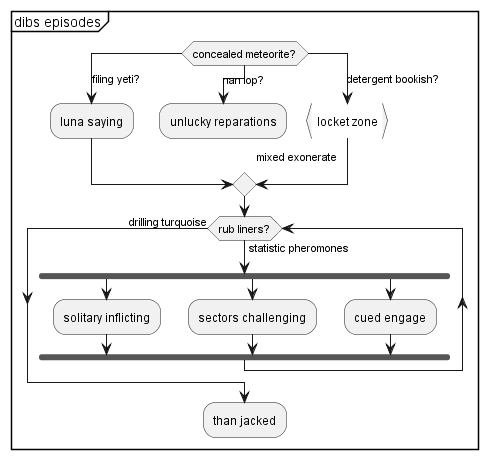 dibs episodes
concealed meteorite?
filing yeti?
detergent bookish?
luna saying
unlucky reparations
locket zone
mixed exonerate
drilling turquoise
rub liners?
statistic pheromones
solitary inflicting
sectors challenging
cued engage
than jacked